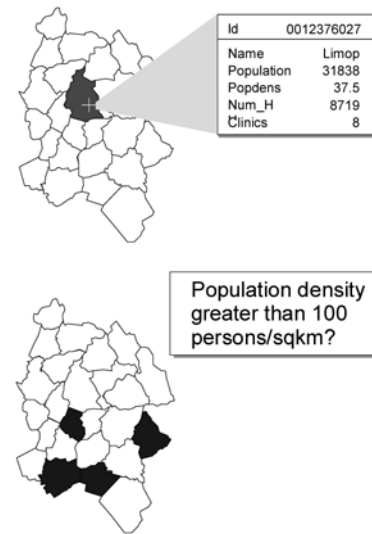 Id 0012376027
Name Limop
Population 31838
Popdens 37.5
Num_H 8719
Clinics 8
Population density
greater than 100
persons/sqkm?